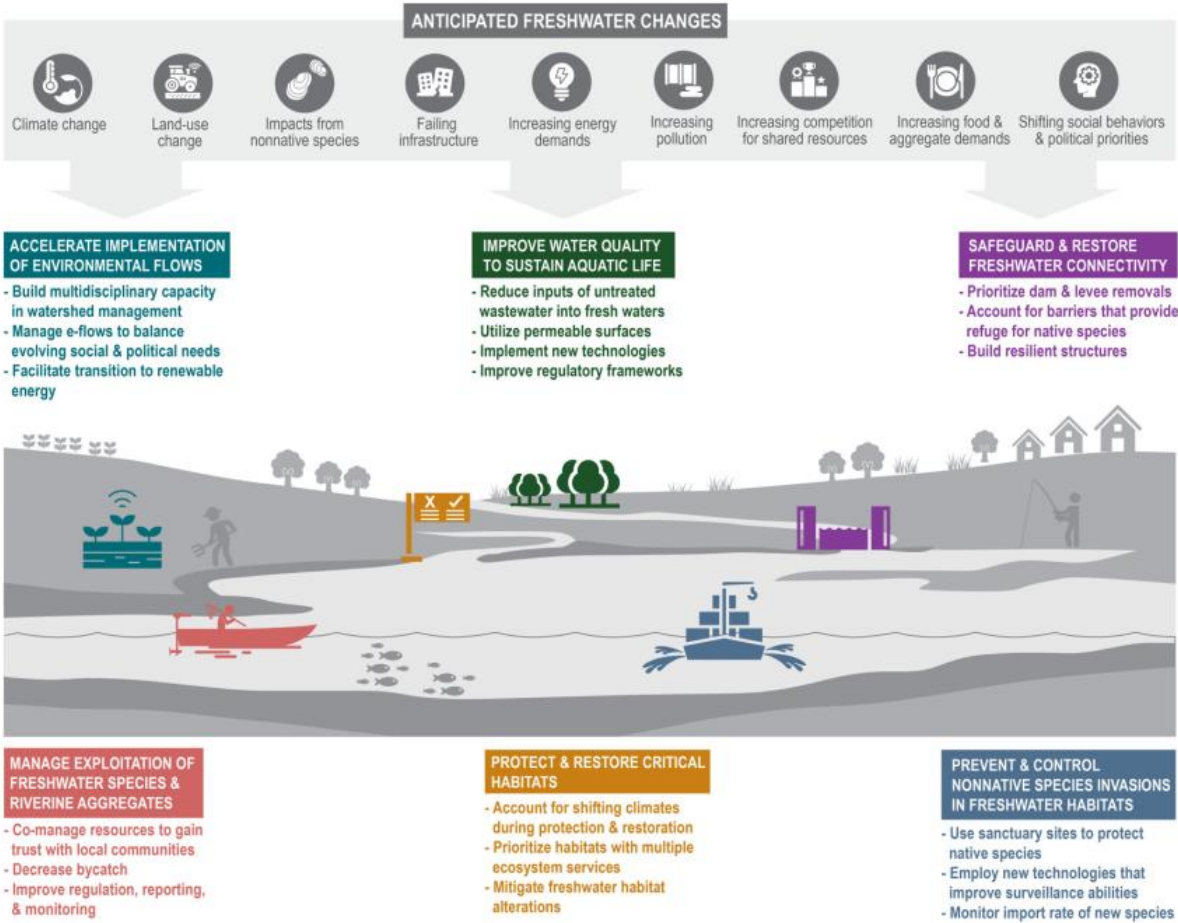 ANTICIPATED FRESHWATER CHANGES
Climate change
Land-use
change
Impacts from
nonnative species
Failing
infrastructure
Increasing energy
demands
Increasing
pollution
Increasing competition
for shared resources
Increasing food &
aggregate demands
Shifting social behaviors
& political priorities
ACCELERATE IMPLEMENTATION
OF ENVIRONMENTAL FLOWS
- Build multidisciplinary capacity
in watershed management
- Manage e-flows to balance
evolving social & political needs
- Facilitate transition to renewable
energy
IMPROVE WATER QUALITY
TO SUSTAIN AQUATIC LIFE
- Reduce inputs of untreated
wastewater into fresh waters
- Utilize permeable surfaces
- Implement new technologies
- Improve regulatory frameworks
SAFEGUARD & RESTORE
FRESHWATER CONNECTIVITY
- Prioritize dam & levee removals
- Account for barriers that provide
refuge for native species
- Build resilient structures
MANAGE EXPLOITATION OF
FRESHWATER SPECIES &
RIVERINE AGGREGATES
- Co-manage resources to gain
trust with local communities
- Decrease bycatch
- Improve regulation, reporting,
& monitoring
PROTECT & RESTORE CRITICAL
HABITATS
- Account for shifting climates
during protection & restoration
- Prioritize habitats with multiple
ecosystem services
- Mitigate freshwater habitat
alterations
PREVENT & CONTROL
NONNATIVE SPECIES INVASIONS
IN FRESHWATER HABITATS
- Use sanctuary sites to protect
native species
- Employ new technologies that
improve surveillance abilities
- Monitor import rate of new species